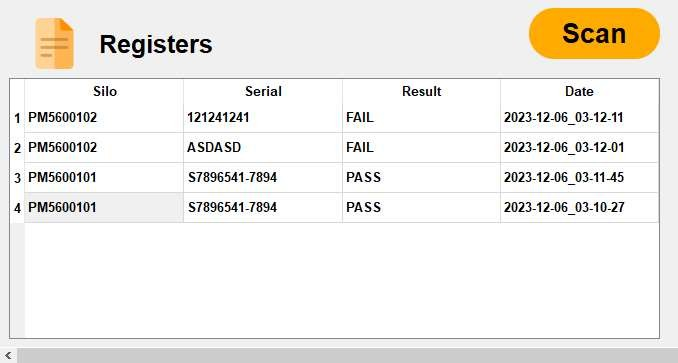 Registers
Scan
Silo Serial Result Date
1 PM5600102 121241241 FAIL 2023-12-06_03-12-11
2 PM5600102 ASDASD FAIL 2023-12-06_03-12-01
3 PM5600101 S7896541-7894 PASS 2023-12-06_03-11-45
4 PM5600101 S7896541-7894 PASS 2023-12-06_03-10-27